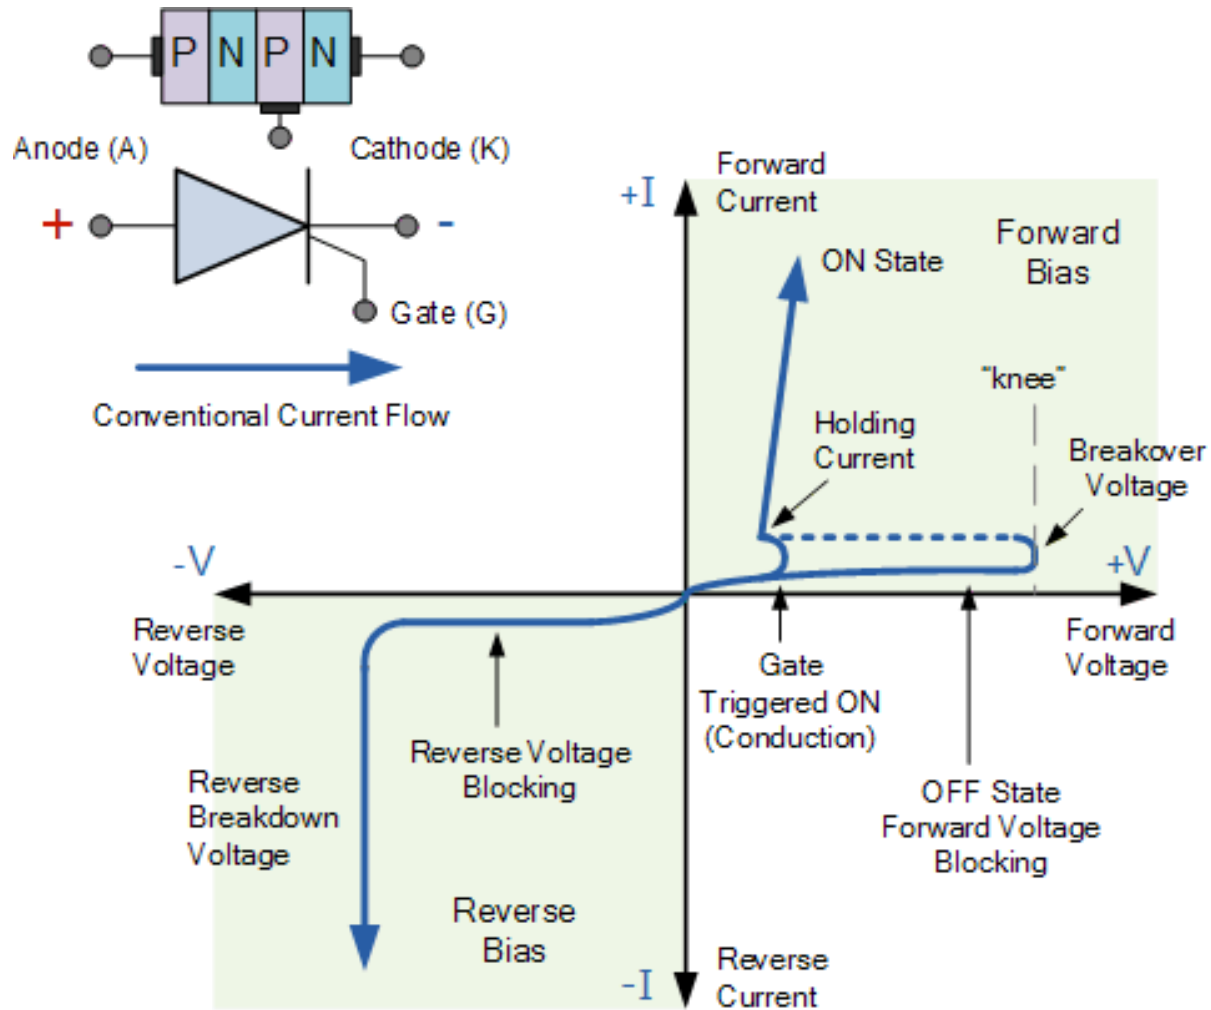 P N P N
Anode (A)
Cathode (K)
+
-
Gate (G)
Conventional Current Flow
+I
Forward
Current
Forward
Bias
ON State
"knee"
Holding
Current
Breakover
Voltage
-V
+V
Reverse
Voltage
Forward
Voltage
Gate
Triggered ON
(Conduction)
Reverse Voltage
Blocking
OFF State
Forward Voltage
Blocking
Reverse
Breakdown
Voltage
Reverse
Bias
-I
Reverse
Current